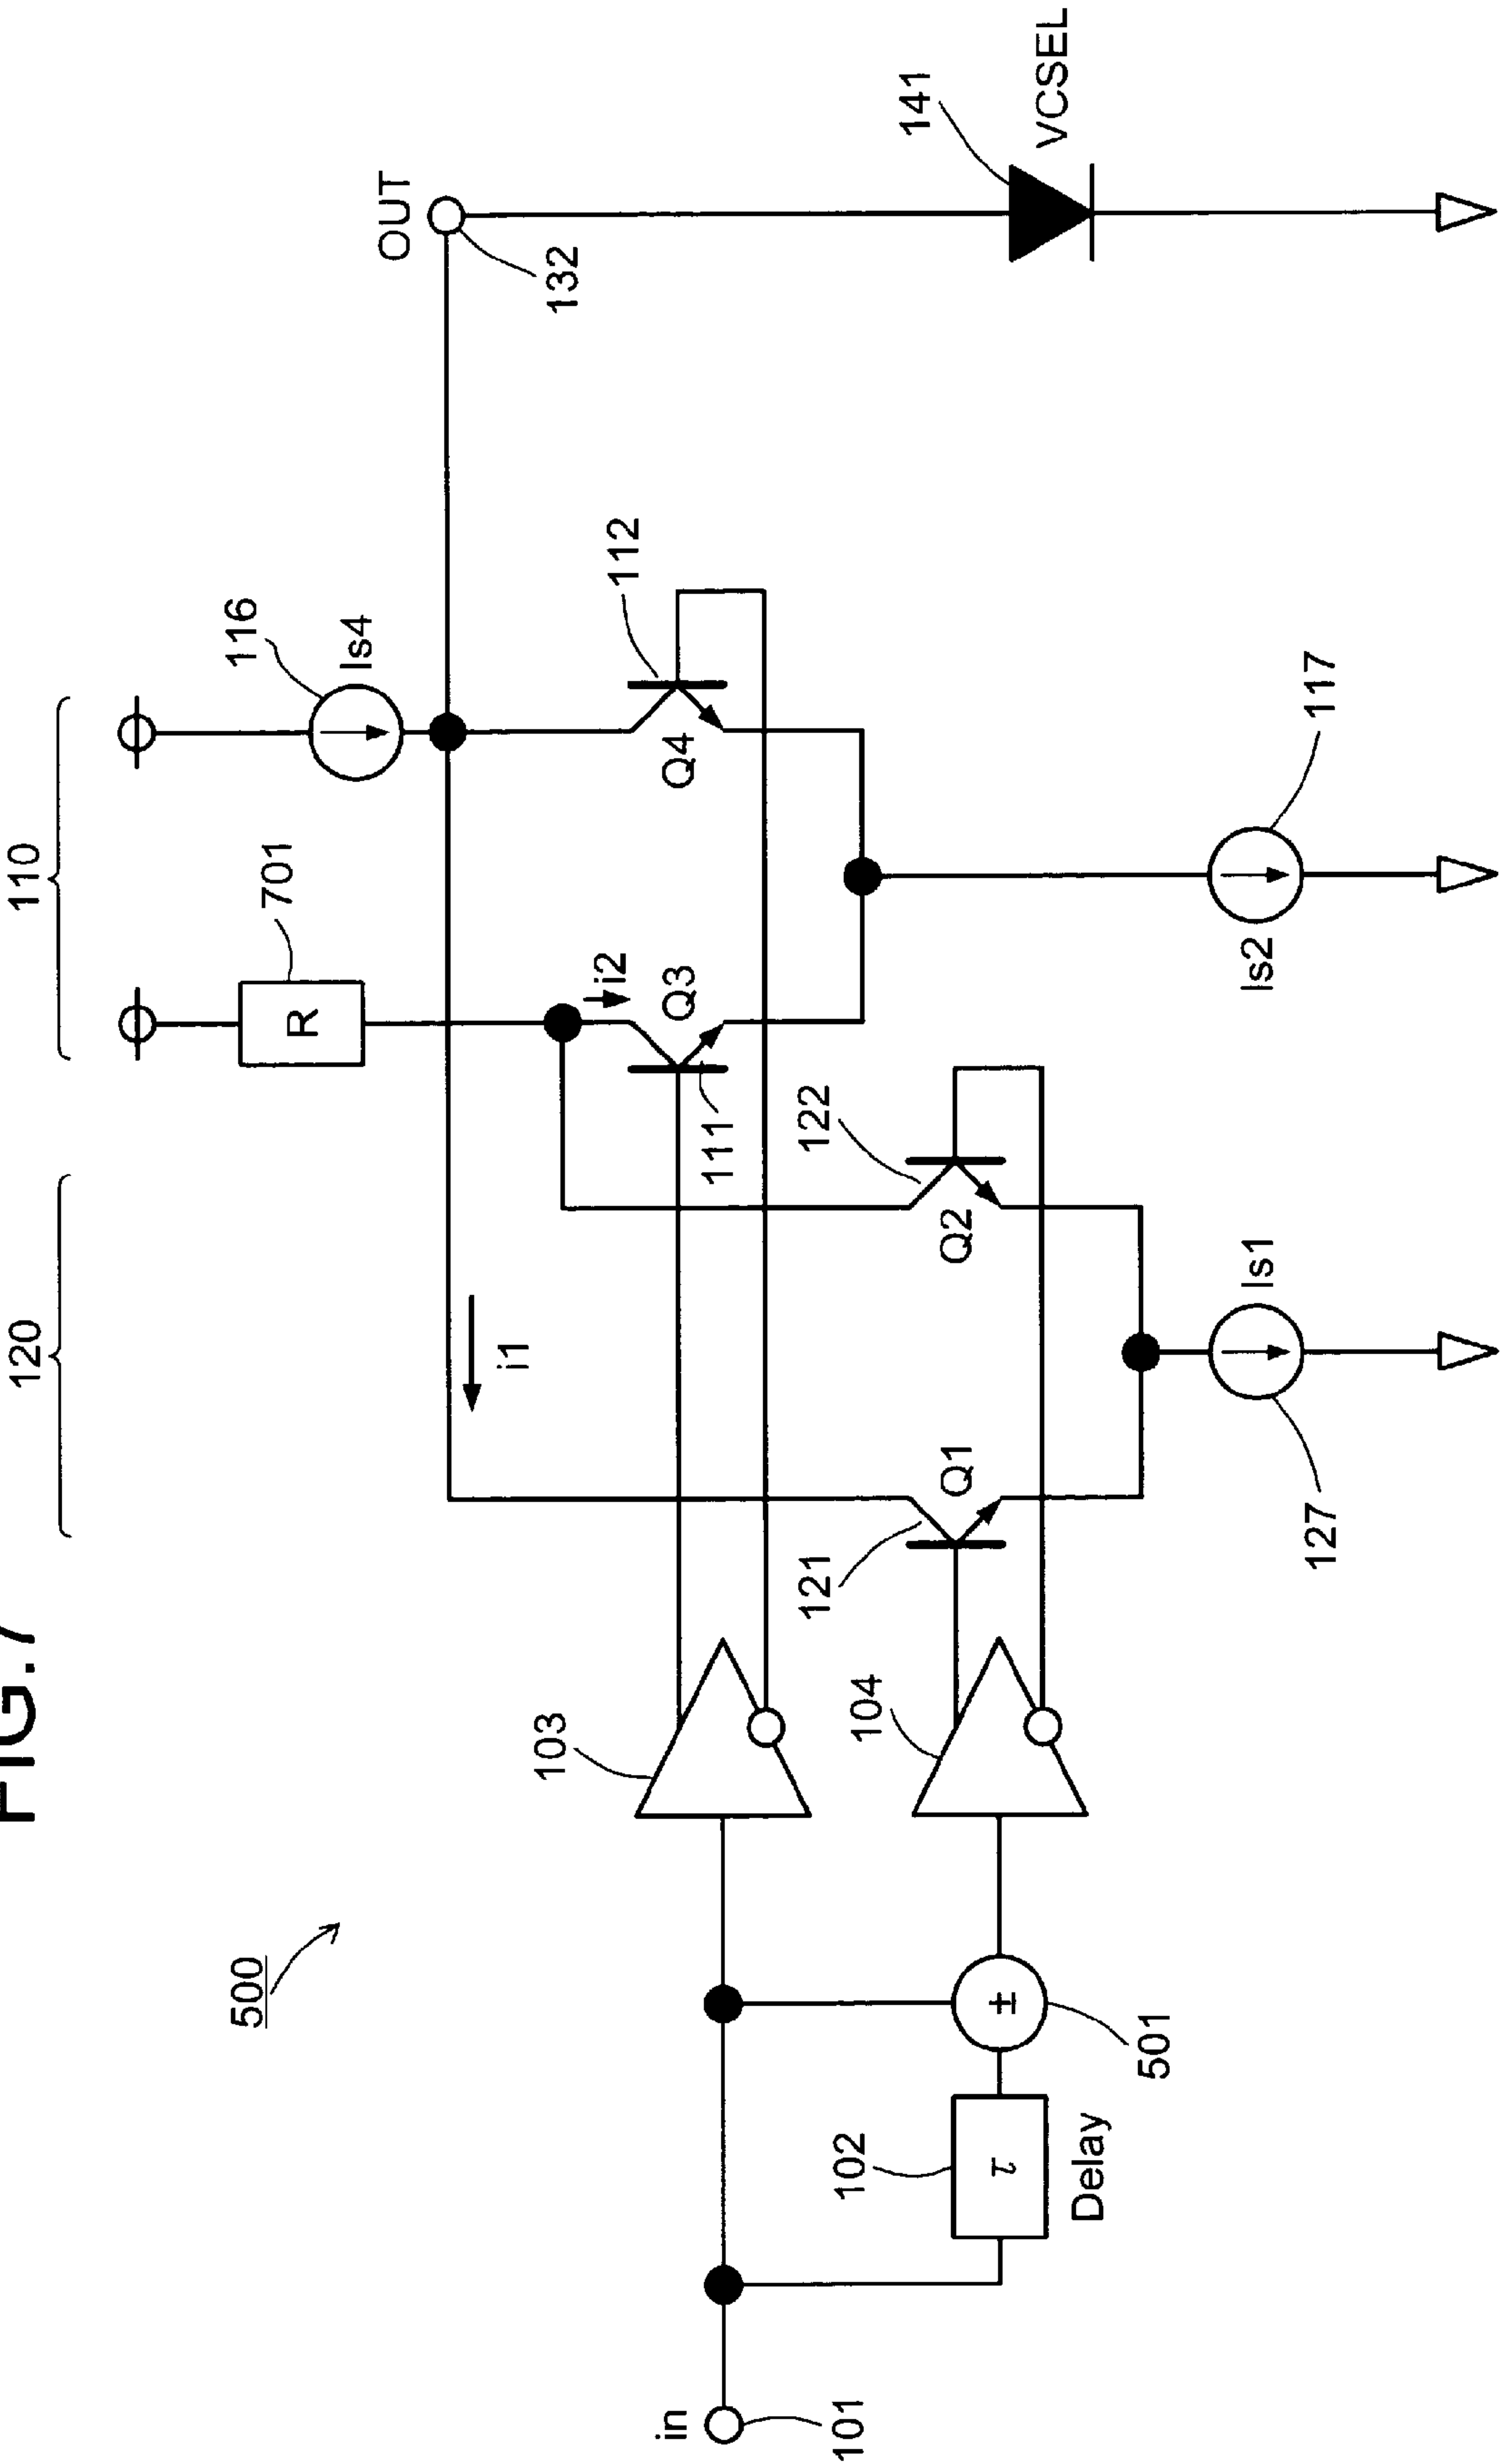 FIG.7
500
120
110
in
101
102
τ
Delay
±
501
103
104
121
Q1
i1
127
Is1
Q2
122
111
Q3
i2
R
701
Is2
117
Q4
112
116
Is4
OUT
132
141
VCSEL